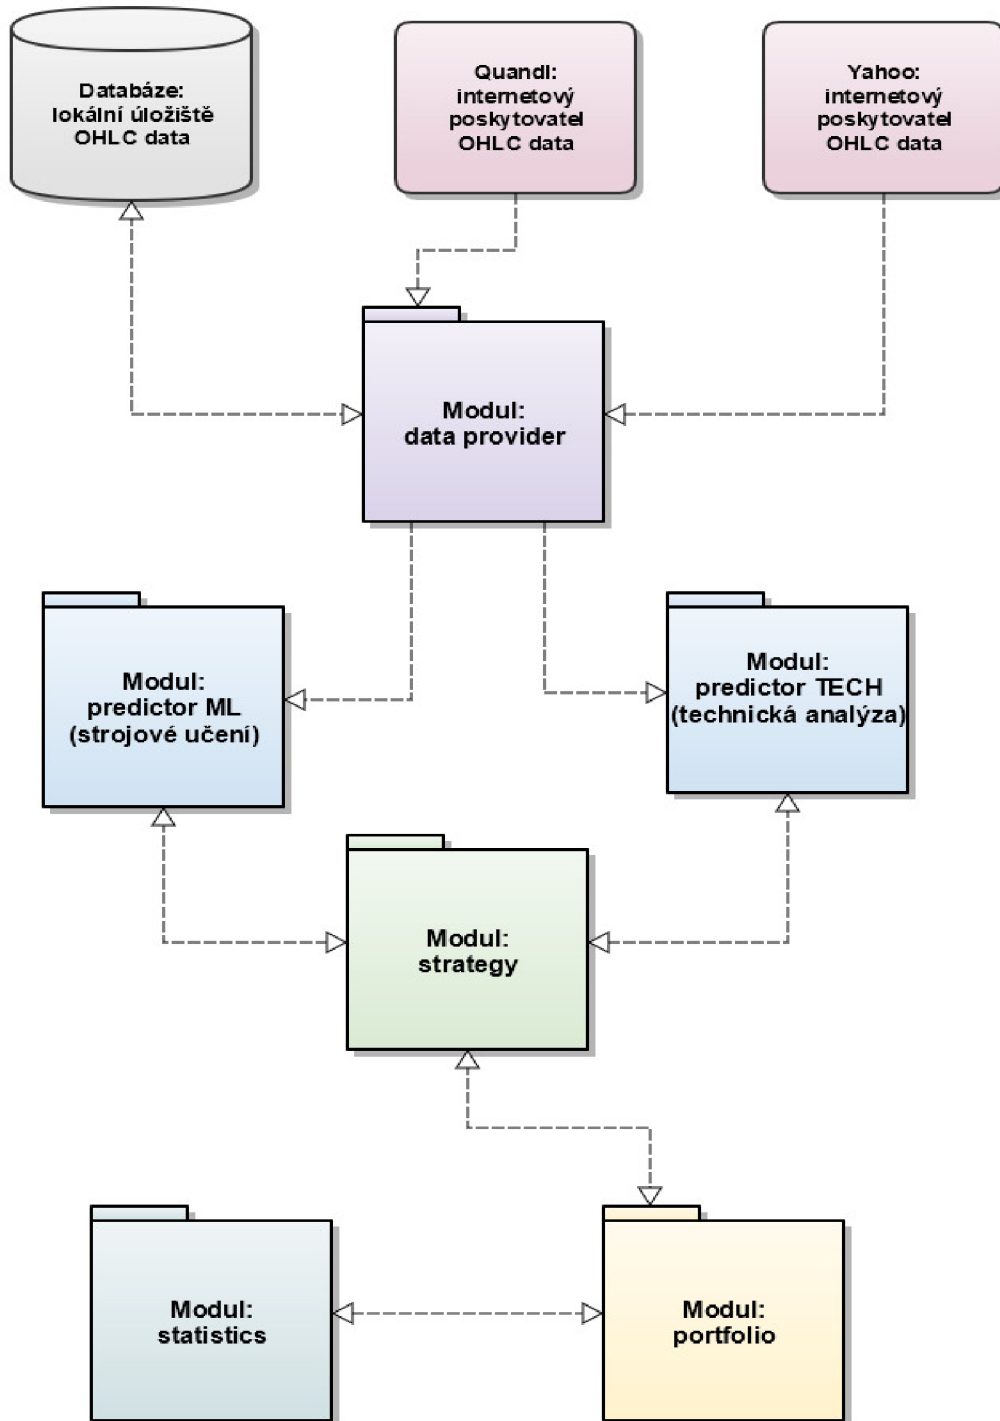 Databáze:
lokální úložiště
OHLC data
Quandl:
internetový
poskytovatel
OHLC data
Yahoo:
internetový
poskytovatel
OHLC data
Modul:
data provider
Modul:
predictor ML
(strojové učení)
Modul:
predictor TECH
(technická analýza)
Modul:
strategy
Modul:
statistics
Modul:
portfolio